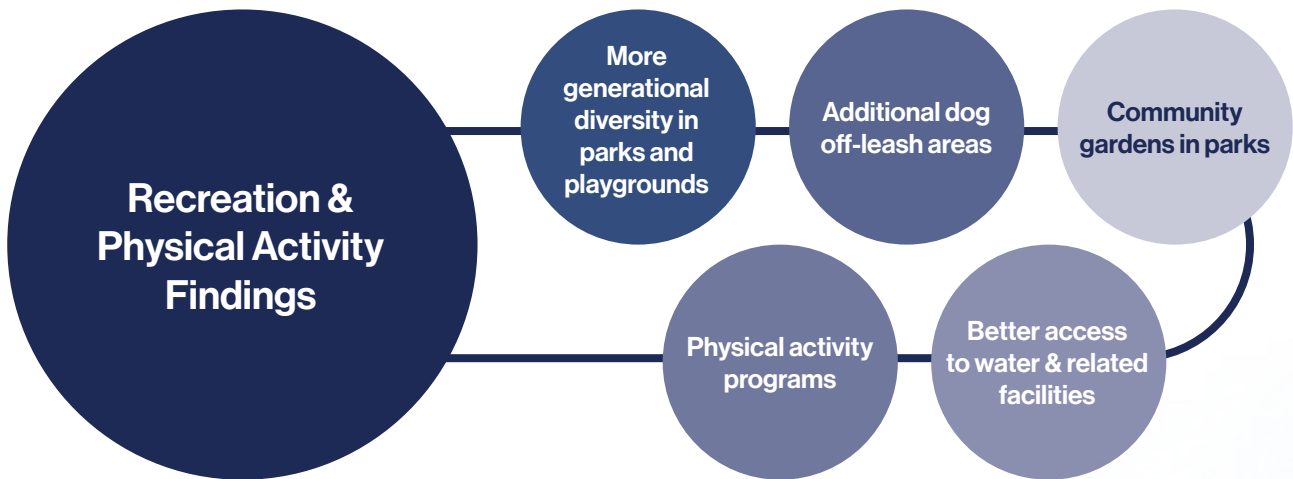 Recreation &
Physical Activity
Findings
More
generational
diversity in
parks and
playgrounds
Additional dog
off-leash areas
Community
gardens in parks
Physical activity
programs
Better access
to water & related
facilities